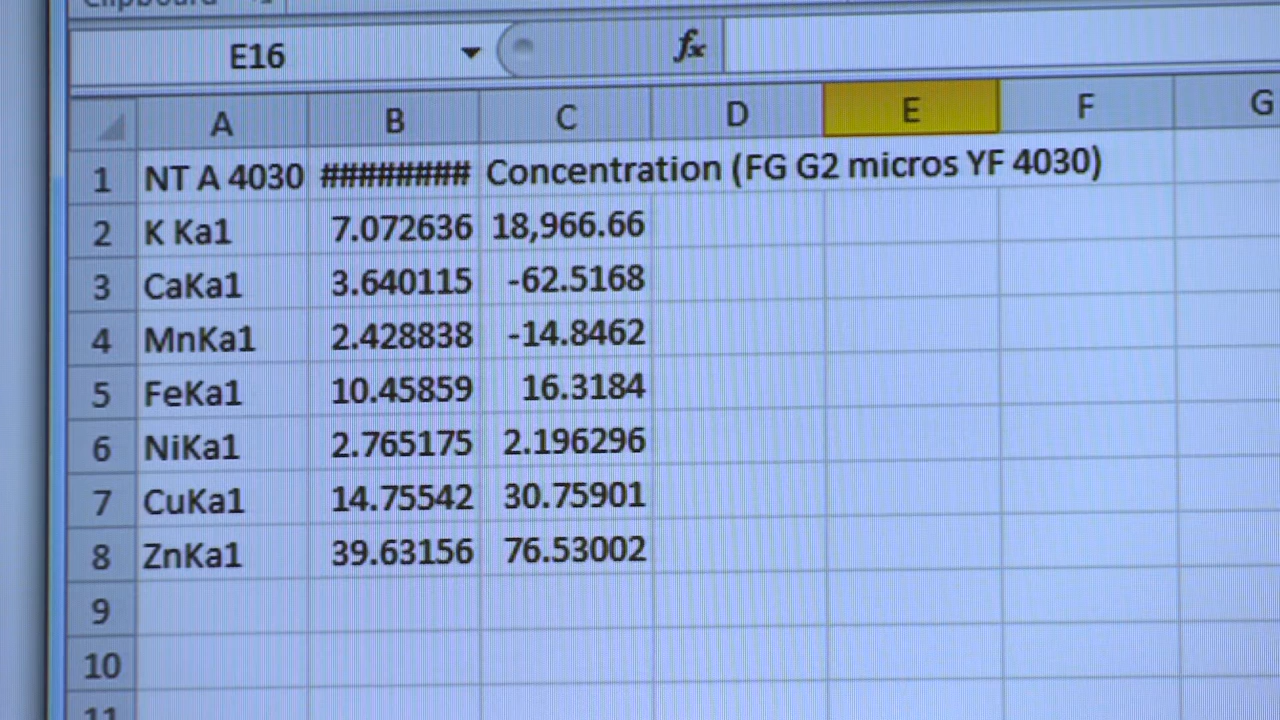 Clipboard
E16 fx
A B C D E F G
1 NT A 4030 ######## Concentration (FG G2 micros YF 4030)
2 K Ka1 7.072636 18,966.66
3 CaKa1 3.640115 -62.5168
4 MnKa1 2.428838 -14.8462
5 FeKa1 10.45859 16.3184
6 NiKa1 2.765175 2.196296
7 CuKa1 14.75542 30.75901
8 ZnKa1 39.63156 76.53002
9
10
11